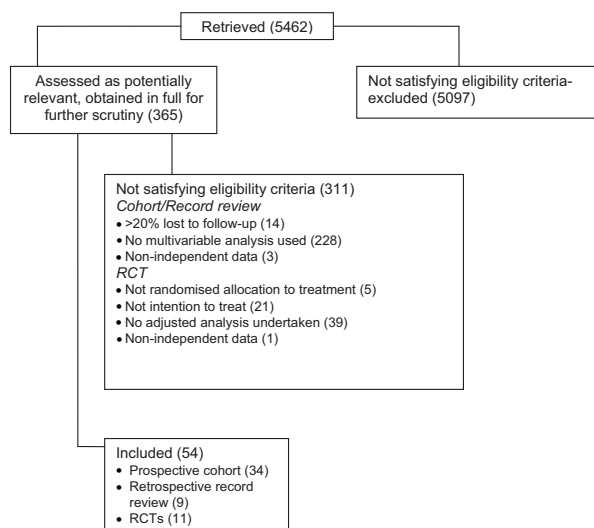 Retrieved (5462)
Assessed as potentially
relevant, obtained in full for
further scrutiny (365)
Not satisfying eligibility criteria-
excluded (5097)
Not satisfying eligibility criteria (311)
Cohort/Record review
• >20% lost to follow-up (14)
• No multivariable analysis used (228)
• Non-independent data (3)
RCT
• Not randomised allocation to treatment (5)
• Not intention to treat (21)
• No adjusted analysis undertaken (39)
• Non-independent data (1)
Included (54)
• Prospective cohort (34)
• Retrospective record
review (9)
• RCTs (11)